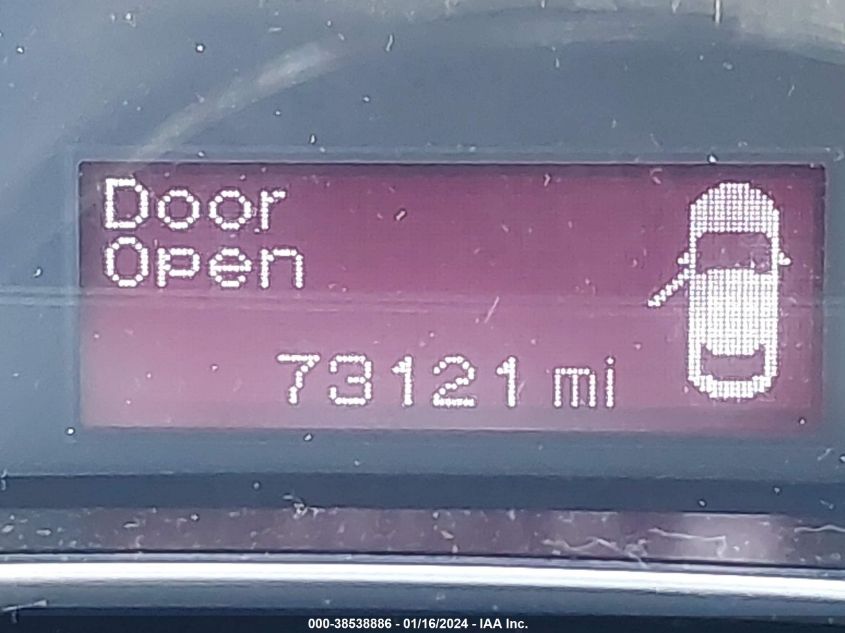 Door
Open
73121 mi
000-38538886 - 01/16/2024 - IAA Inc.